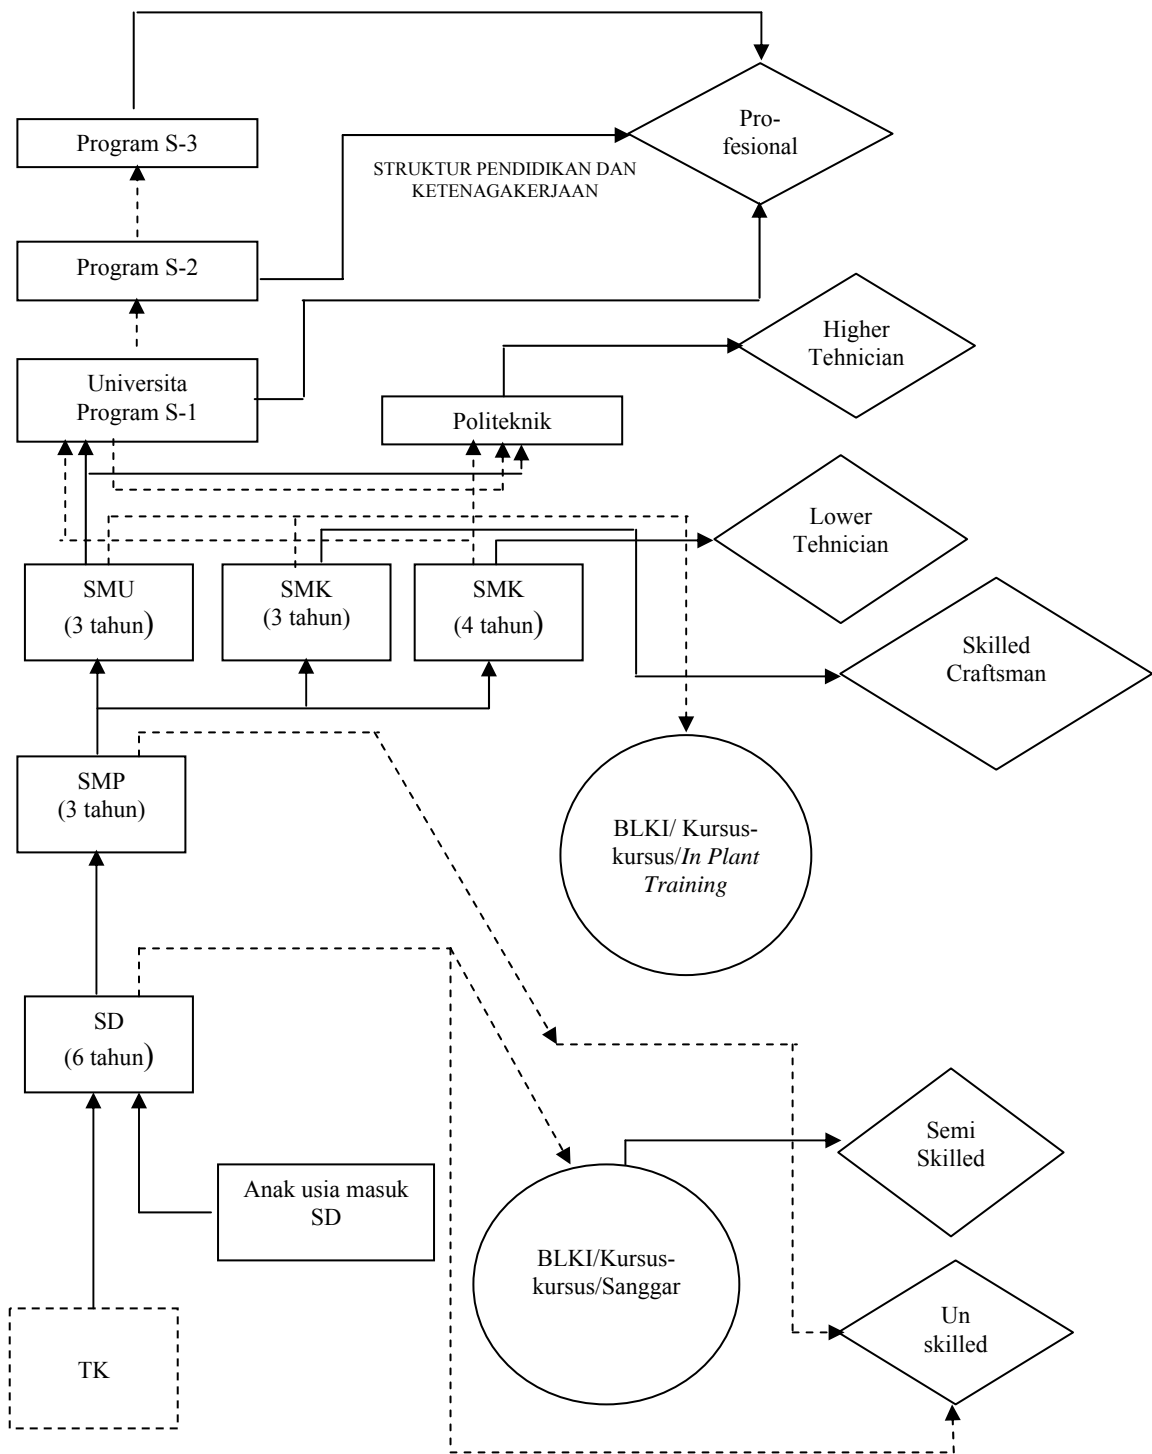 Program S-3
Pro-
fesional
STRUKTUR PENDIDIKAN DAN
KETENAGAKERJAAN
Program S-2
Higher
Tehnician
Universita
Program S-1
Politeknik
Lower
Tehnician
SMU
(3 tahun)
SMK
(3 tahun)
SMK
(4 tahun)
Skilled
Craftsman
SMP
(3 tahun)
BLKI/ Kursus-
kursus/In Plant
Training
SD
(6 tahun)
Semi
Skilled
Anak usia masuk
SD
BLKI/Kursus-
kursus/Sanggar
Un
skilled
TK